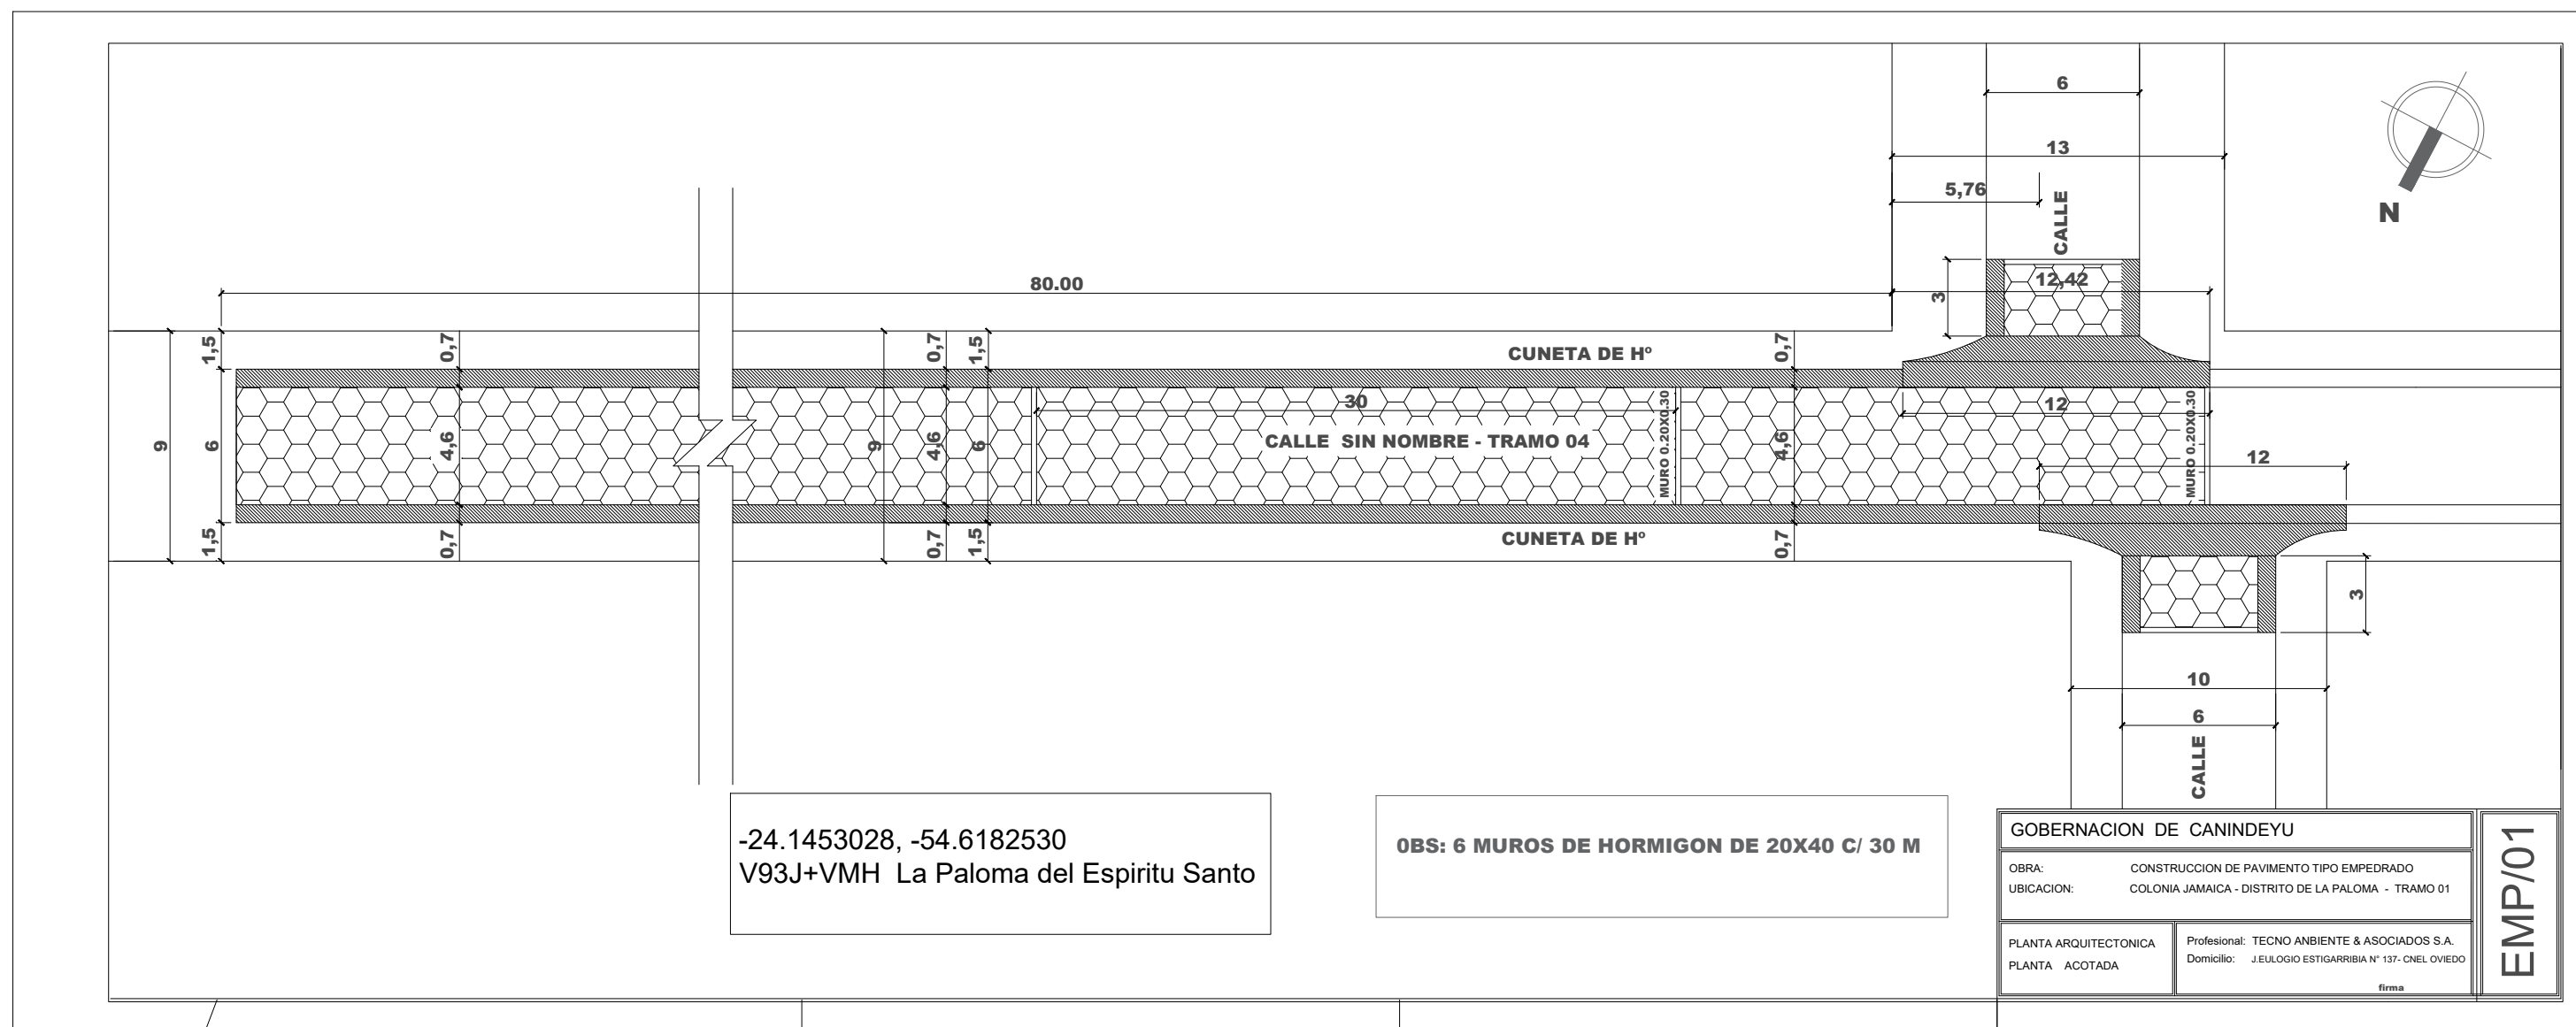 6
13
5,76
CALLE
N
80.00
12,42
3
1,5
0,7
0,7
1,5
CUNETA DE Hº
0,7
30
12
MURO 0.20X0.30
MURO 0.20X0.30
9
6
4,6
9
4,6
6
CALLE SIN NOMBRE - TRAMO 04
4,6
12
1,5
0,7
0,7
1,5
CUNETA DE Hº
0,7
3
10
6
CALLE
-24.1453028, -54.6182530
V93J+VMH La Paloma del Espiritu Santo
0BS: 6 MUROS DE HORMIGON DE 20X40 C/ 30 M
GOBERNACION DE CANINDEYU
OBRA: CONSTRUCCION DE PAVIMENTO TIPO EMPEDRADO
UBICACION: COLONIA JAMAICA - DISTRITO DE LA PALOMA - TRAMO 01
PLANTA ARQUITECTONICA
PLANTA ACOTADA
Profesional: TECNO ANBIENTE & ASOCIADOS S.A.
Domicilio: J.EULOGIO ESTIGARRIBIA N° 137- CNEL OVIEDO
firma
EMP/01